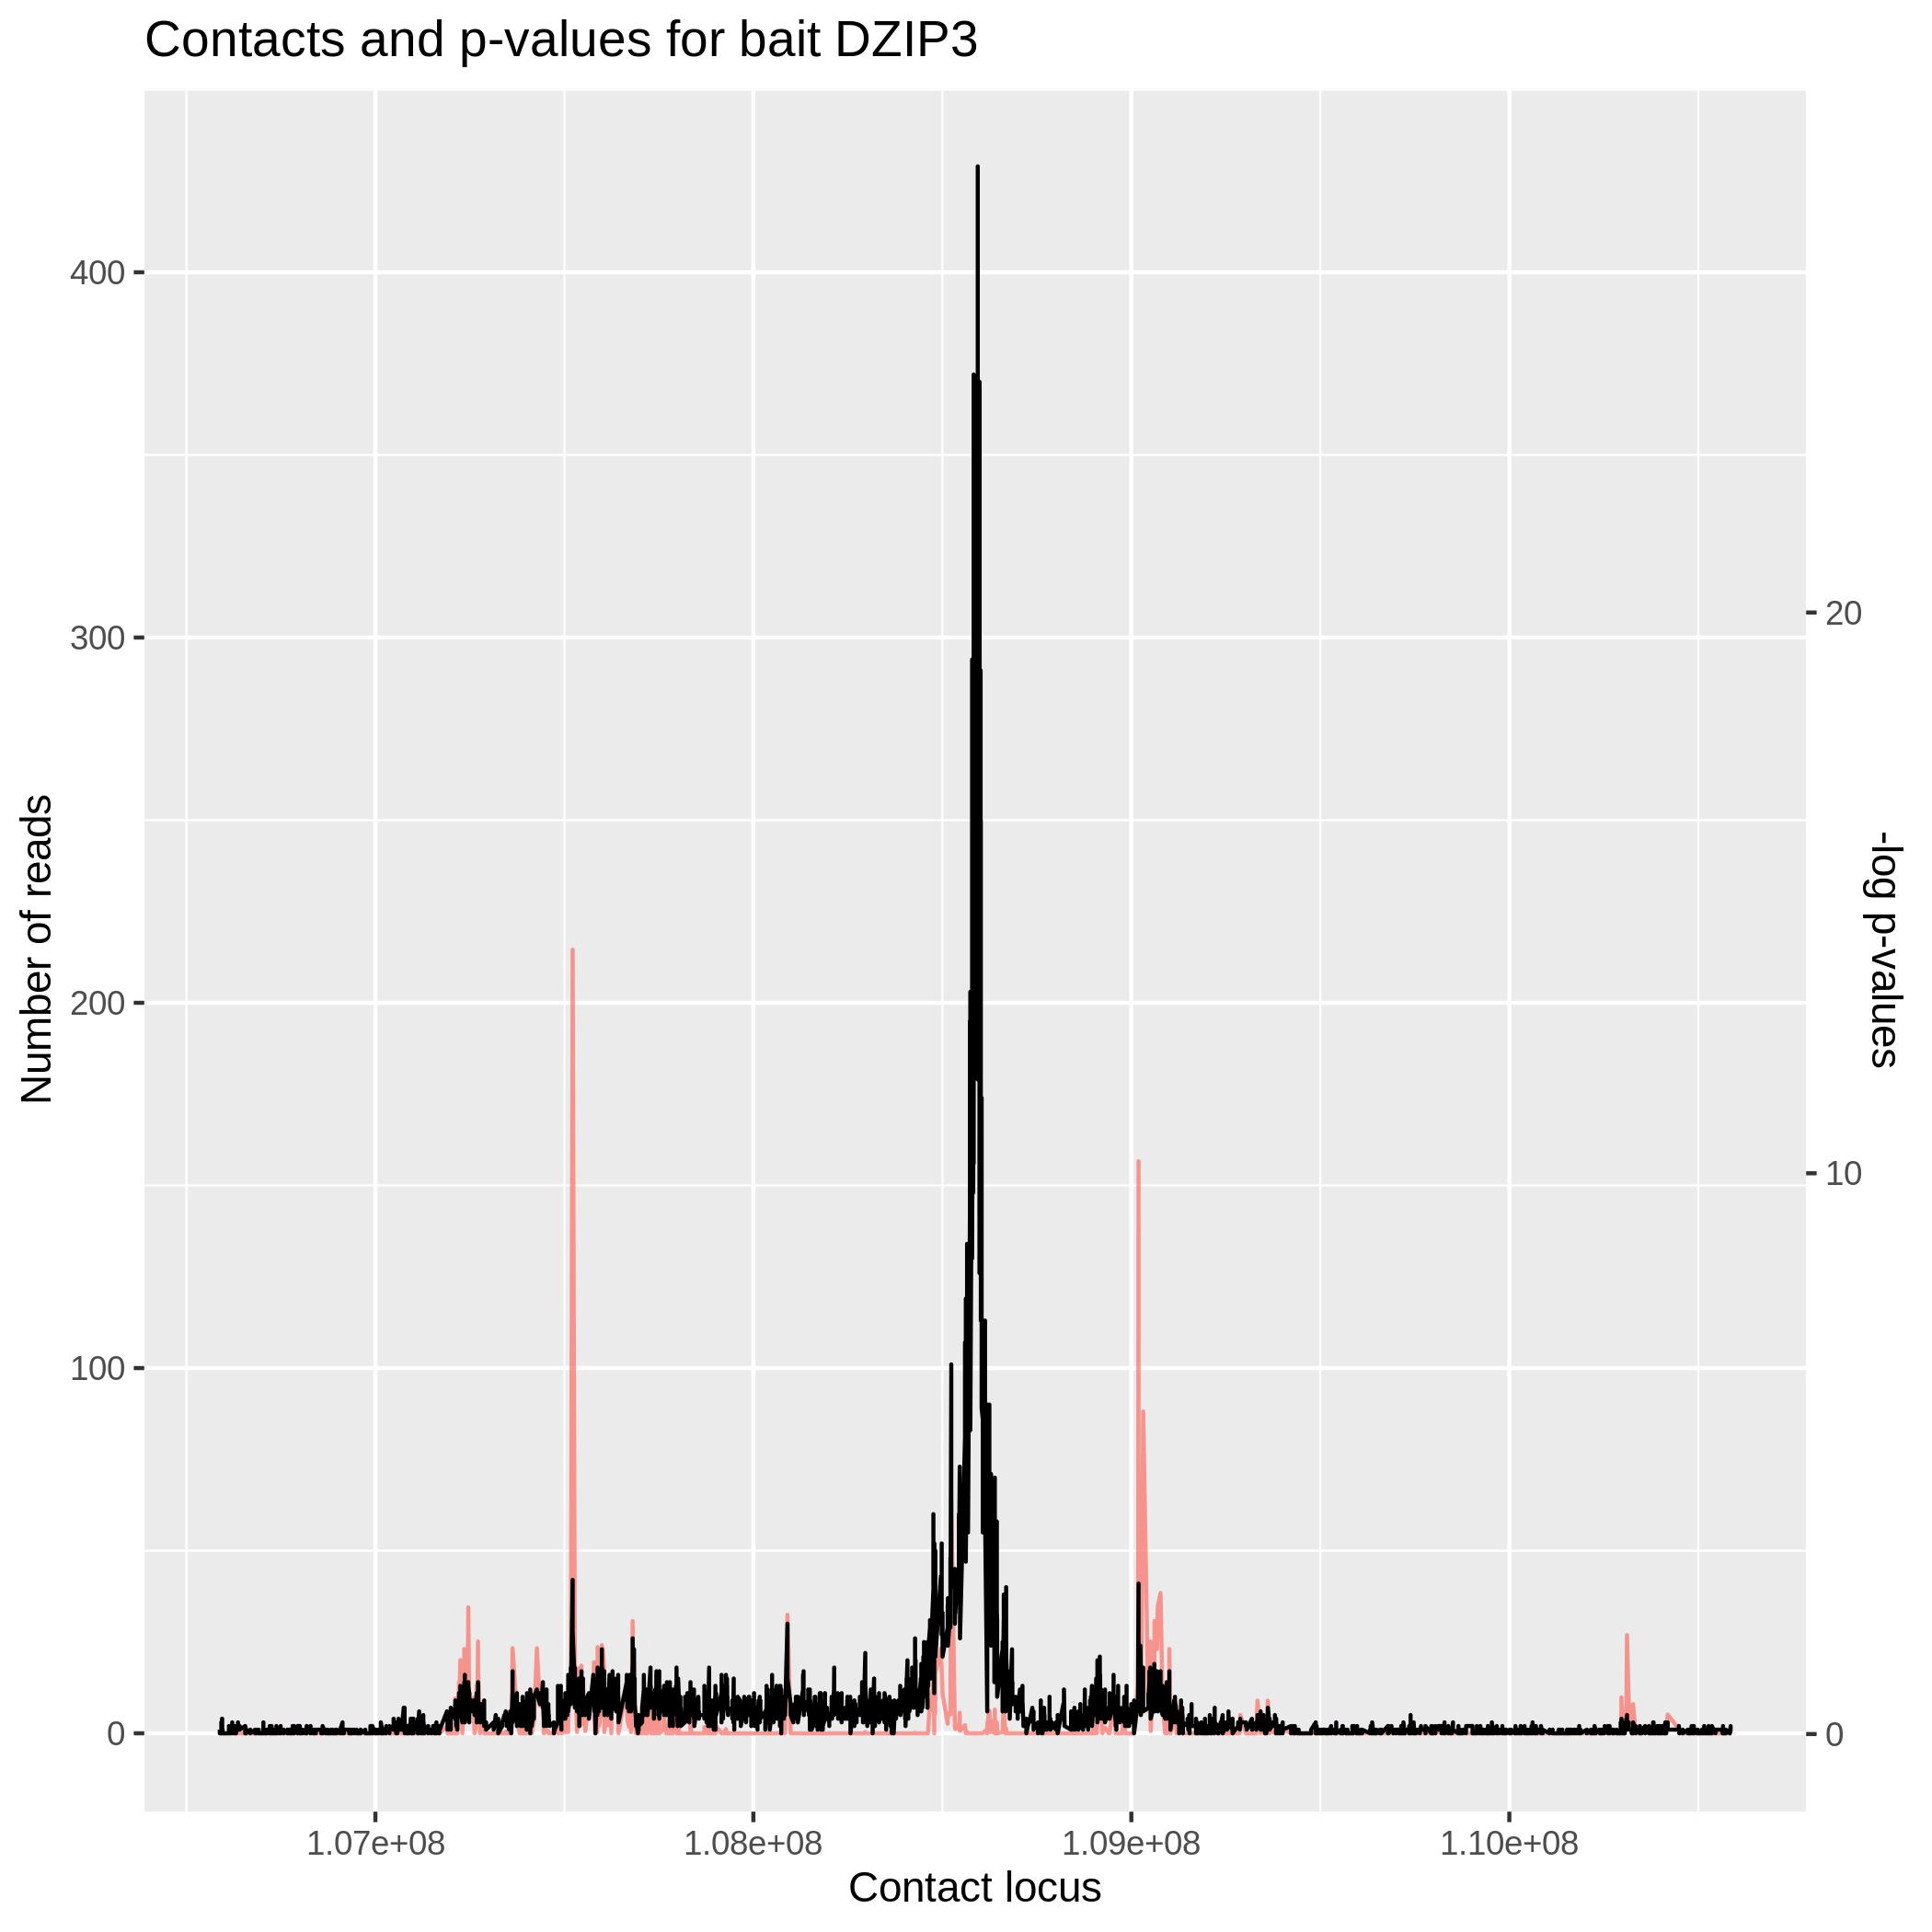 Contacts and p-values for bait DZIP3
Number of reads
400
300
200
100
0
20
10
0
-log p-values
1.07e+08 1.08e+08 1.09e+08 1.10e+08
Contact locus